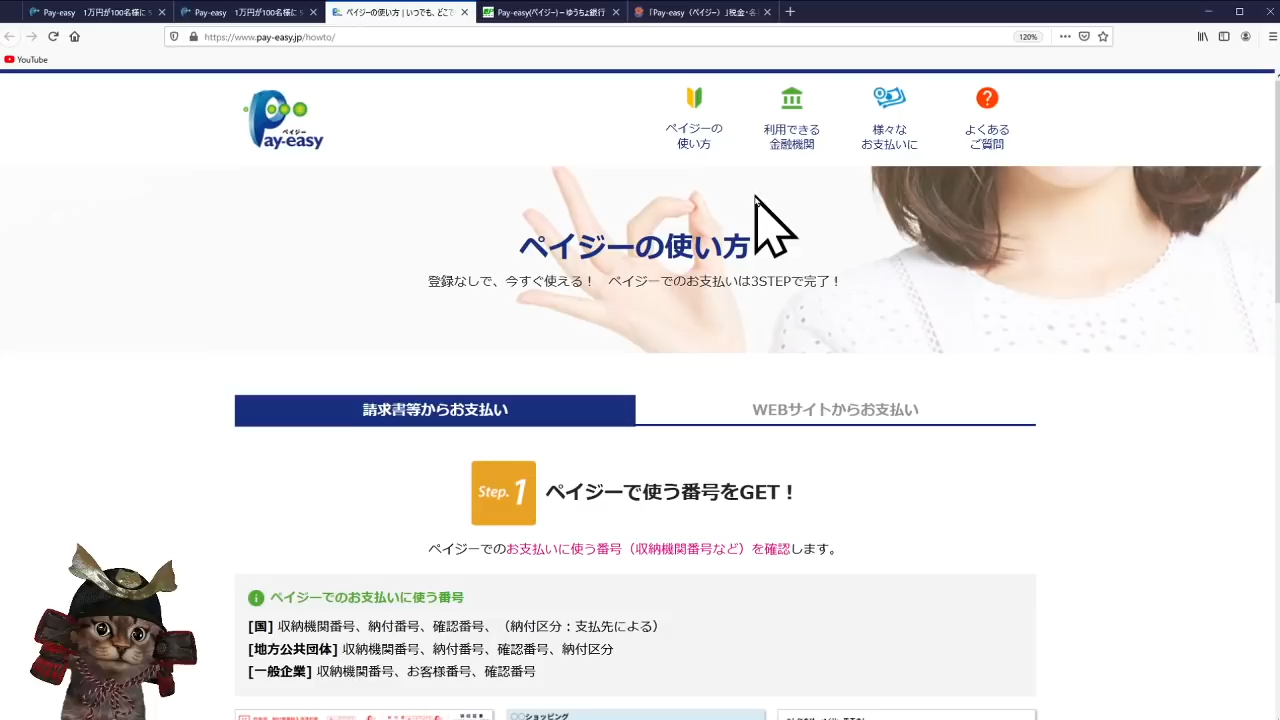 Pay-easy 1万円が100名様に
Pay-easy 1万円が100名様に
ペイジーの使い方 | いつでも、どこで
Pay-easy(ペイジー)－ゆうちょ銀行
「Pay-easy（ペイジー）」税金・各
https://www.pay-easy.jp/howto/
120%
YouTube
ペイジー
Pay-easy
ペイジーの
使い方
利用できる
金融機関
様々な
お支払いに
よくある
ご質問
ペイジーの使い方
登録なしで、今すぐ使える！　ペイジーでのお支払いは3STEPで完了！
請求書等からお支払い
WEBサイトからお支払い
Step. 1
ペイジーで使う番号をGET！
ペイジーでのお支払いに使う番号（収納機関番号など）を確認します。
ペイジーでのお支払いに使う番号
[国] 収納機関番号、納付番号、確認番号、（納付区分：支払先による）
[地方公共団体] 収納機関番号、納付番号、確認番号、納付区分
[一般企業] 収納機関番号、お客様番号、確認番号
〇〇ショッピング